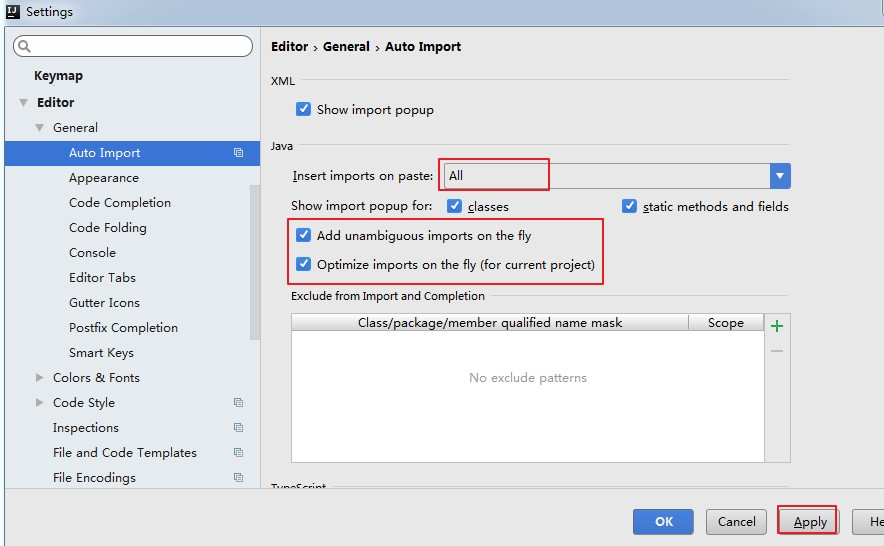 IJ Settings
Keymap
Editor
General
Auto Import
Appearance
Code Completion
Code Folding
Console
Editor Tabs
Gutter Icons
Postfix Completion
Smart Keys
Colors & Fonts
Code Style
Inspections
File and Code Templates
File Encodings
Editor › General › Auto Import
XML
Show import popup
Java
Insert imports on paste: All
Show import popup for: classes static methods and fields
Add unambiguous imports on the fly
Optimize imports on the fly (for current project)
Exclude from Import and Completion
Class/package/member qualified name mask Scope
No exclude patterns
TypeScript
OK Cancel Apply He